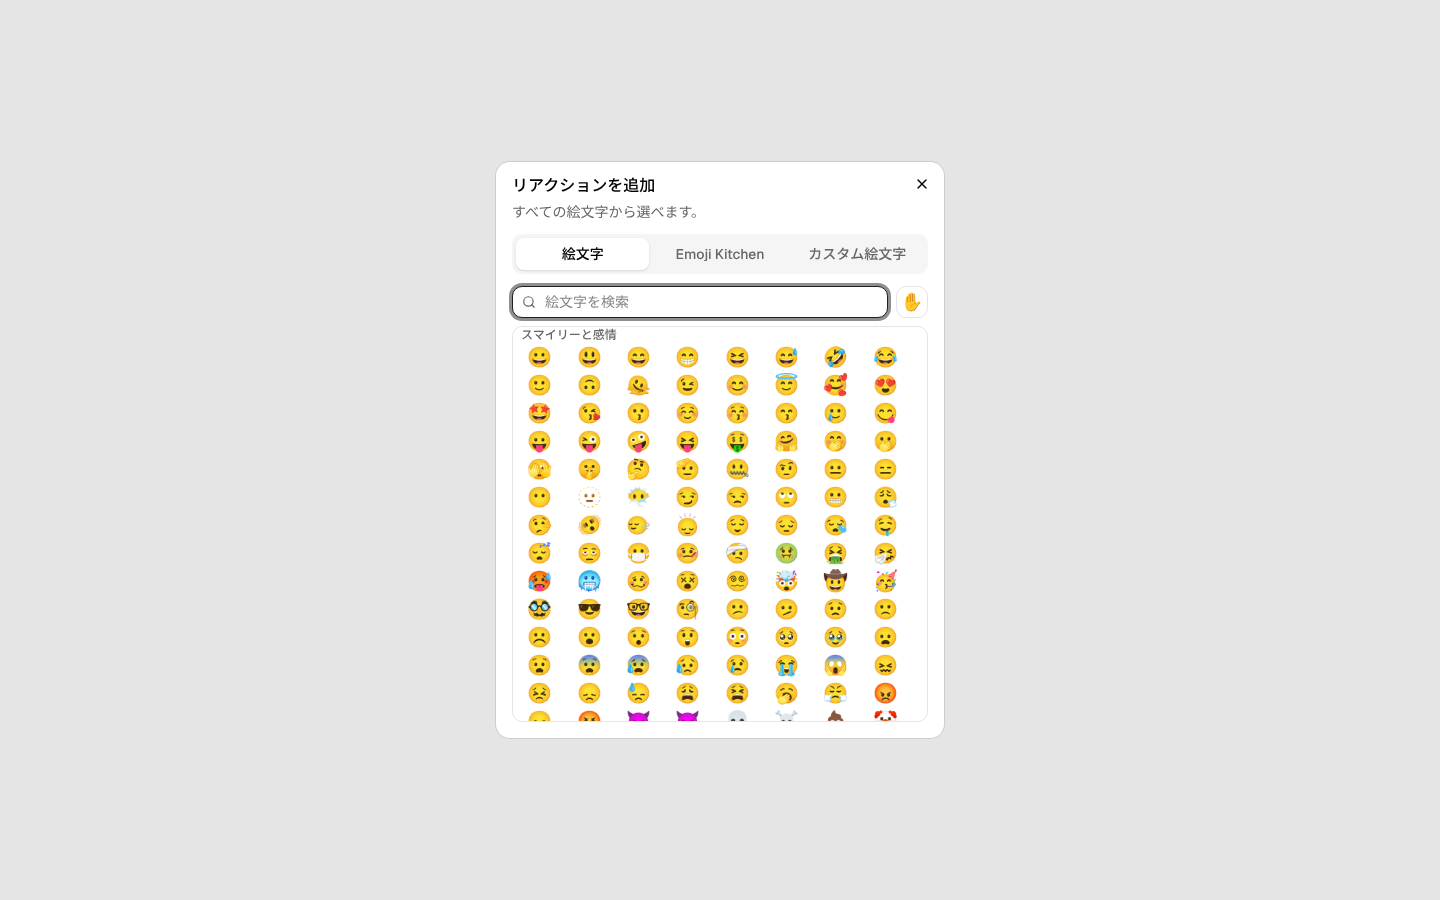 リアクションを追加
すべての絵文字から選べます。
絵文字
Emoji Kitchen
カスタム絵文字
絵文字を検索
スマイリーと感情